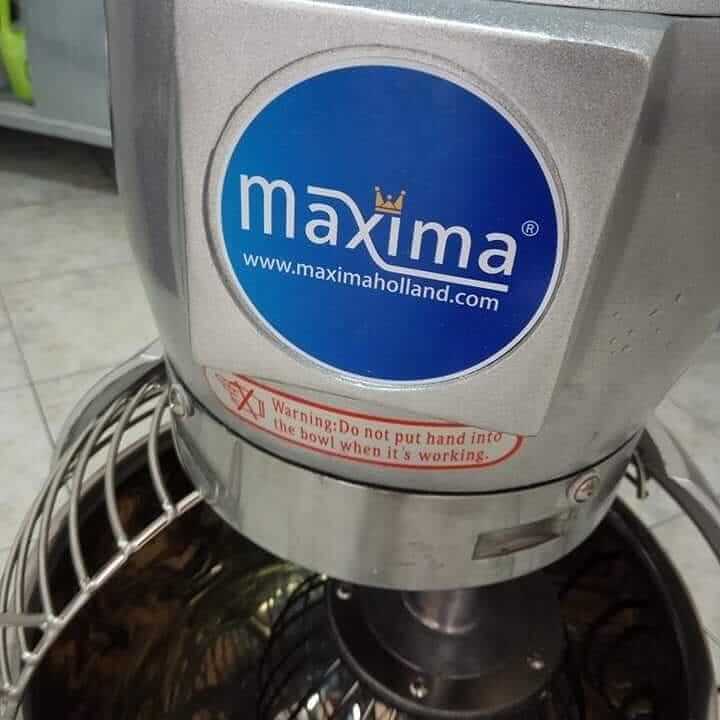 maxima®
www.maximaholland.com
Warning:Do not put hand into
the bowl when it's working.